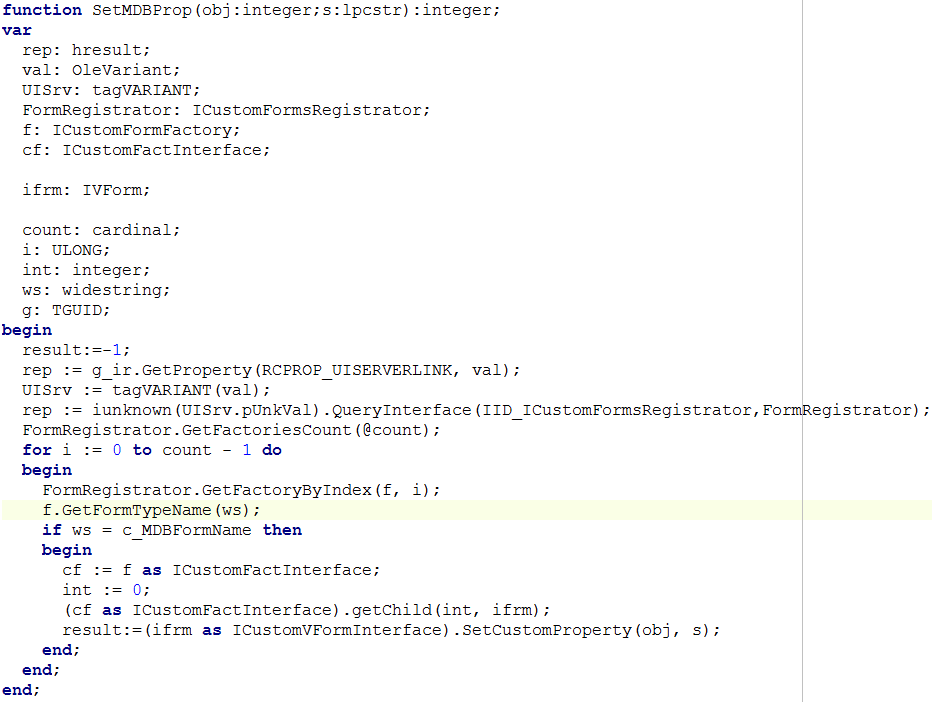 function SetMDBProp(obj:integer;s:lpcstr):integer;
var
  rep: hresult;
  val: OleVariant;
  UISrv: tagVARIANT;
  FormRegistrator: ICustomFormsRegistrator;
  f: ICustomFormFactory;
  cf: ICustomFactInterface;

  ifrm: IVForm;

  count: cardinal;
  i: ULONG;
  int: integer;
  ws: widestring;
  g: TGUID;
begin
  result:=-1;
  rep := g_ir.GetProperty(RCPROP_UISERVERLINK, val);
  UISrv := tagVARIANT(val);
  rep := iunknown(UISrv.pUnkVal).QueryInterface(IID_ICustomFormsRegistrator,FormRegistrator);
  FormRegistrator.GetFactoriesCount(@count);
  for i := 0 to count - 1 do
  begin
    FormRegistrator.GetFactoryByIndex(f, i);
    f.GetFormTypeName(ws);
    if ws = c_MDBFormName then
    begin
      cf := f as ICustomFactInterface;
      int := 0;
      (cf as ICustomFactInterface).getChild(int, ifrm);
      result:=(ifrm as ICustomVFormInterface).SetCustomProperty(obj, s);
    end;
  end;
end;